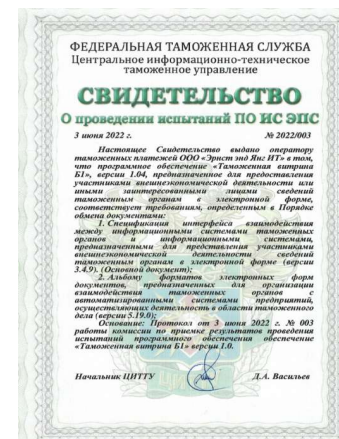 ФЕДЕРАЛЬНАЯ ТАМОЖЕННАЯ СЛУЖБА
Центральное информационно-техническое
таможенное управление
СВИДЕТЕЛЬСТВО
О проведении испытаний ПО ИС ЭПС
3 июня 2022 г. № 2022/003
Настоящее Свидетельство выдано оператору
таможенных платежей ООО «Эрнст энд Янг ИТ» в том,
что программное обеспечение «Таможенная витрина
Б1», версия 1.04, предназначенное для предоставления
участниками внешнеэкономической деятельности или
иными заинтересованными лицами сведений
таможенным органам в электронной форме,
соответствует требованиям, определенным в Порядке
обмена документами:
1. Спецификация интерфейса взаимодействия
между информационными системами таможенных
органов и информационными системами,
предназначенными для представления участниками
внешнеэкономической деятельности сведений
таможенным органам в электронной форме (версии
3.4.9). (Основной документ);
2. Альбому форматов электронных форм
документов, предназначенных для организации
взаимодействия таможенных органов с
автоматизированными системами предприятий,
осуществляющих деятельность в области таможенного
дела (версии 5.19.0);
Основание: Протокол от 3 июня 2022 г. № 003
работы комиссии по приемке результатов проведения
испытаний программного обеспечения обеспечение
«Таможенная витрина Б1» версии 1.0.
Начальник ЦИТТУ Д.А. Васильев